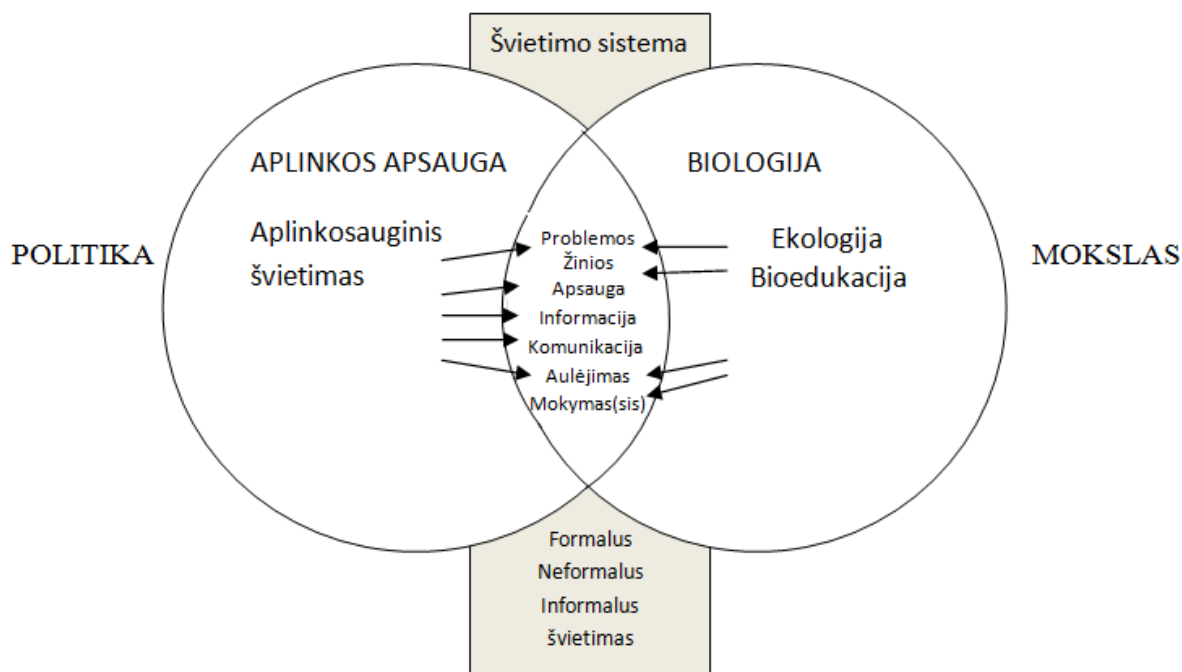 Švietimo sistema
APLINKOS APSAUGA
BIOLOGIJA
POLITIKA
Aplinkosauginis
švietimas
Problemos
Žinios
Apsauga
Informacija
Komunikacija
Aulėjimas
Mokymas(sis)
Ekologija
Bioedukacija
MOKSLAS
Formalus
Neformalus
Informalus
švietimas